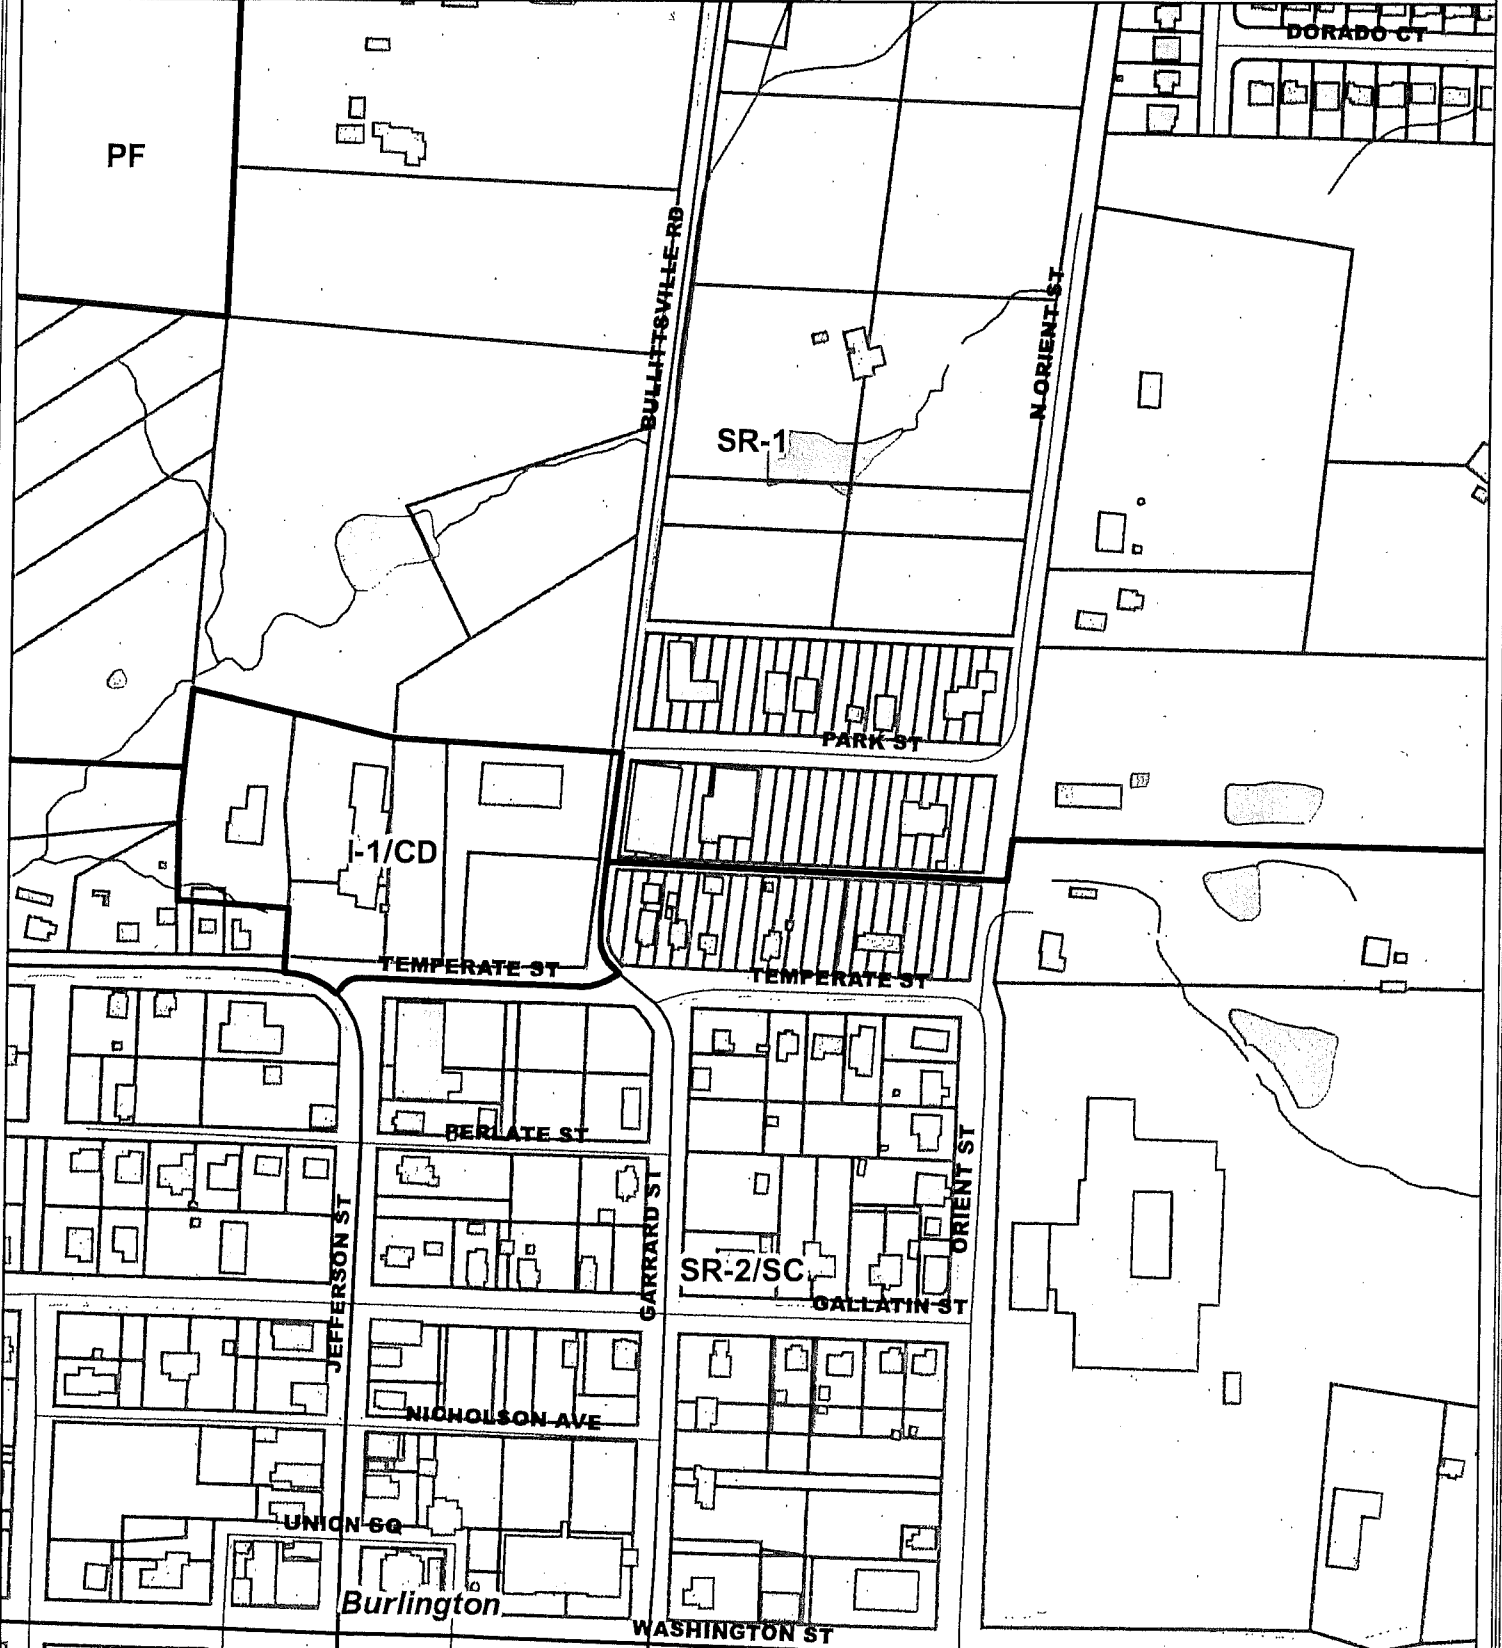 DORADO CT
PF
BULLITTSVILLE RD
N ORIENT ST
SR-1
PARK ST
I-1/CD
TEMPERATE ST
TEMPERATE ST
PERLATE ST
JEFFERSON ST
GARRARD ST
ORIENT ST
SR-2/SC
GALLATIN ST
NICHOLSON AVE
UNION SQ
Burlington
WASHINGTON ST